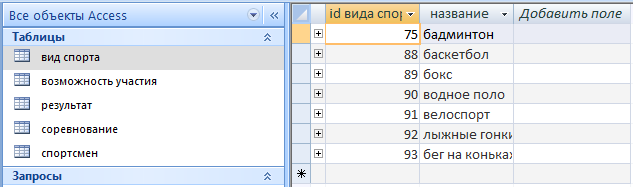 Все объекты Access
Таблицы
вид спорта
возможность участия
результат
соревнование
спортсмен
Запросы
id вида спор название Добавить поле
75 бадминтон
88 баскетбол
89 бокс
90 водное поло
91 велоспорт
92 лыжные гонки
93 бег на коньках